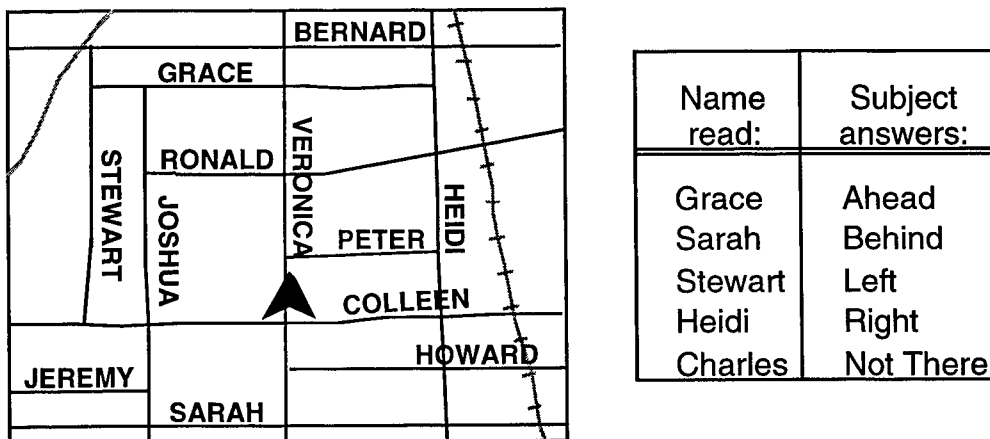 BERNARD
GRACE
STEWART
RONALD
JOSHUA
VERONICA
HEIDI
PETER
COLLEEN
HOWARD
JEREMY
SARAH
Name read:
Subject answers:
Grace Ahead
Sarah Behind
Stewart Left
Heidi Right
Charles Not There